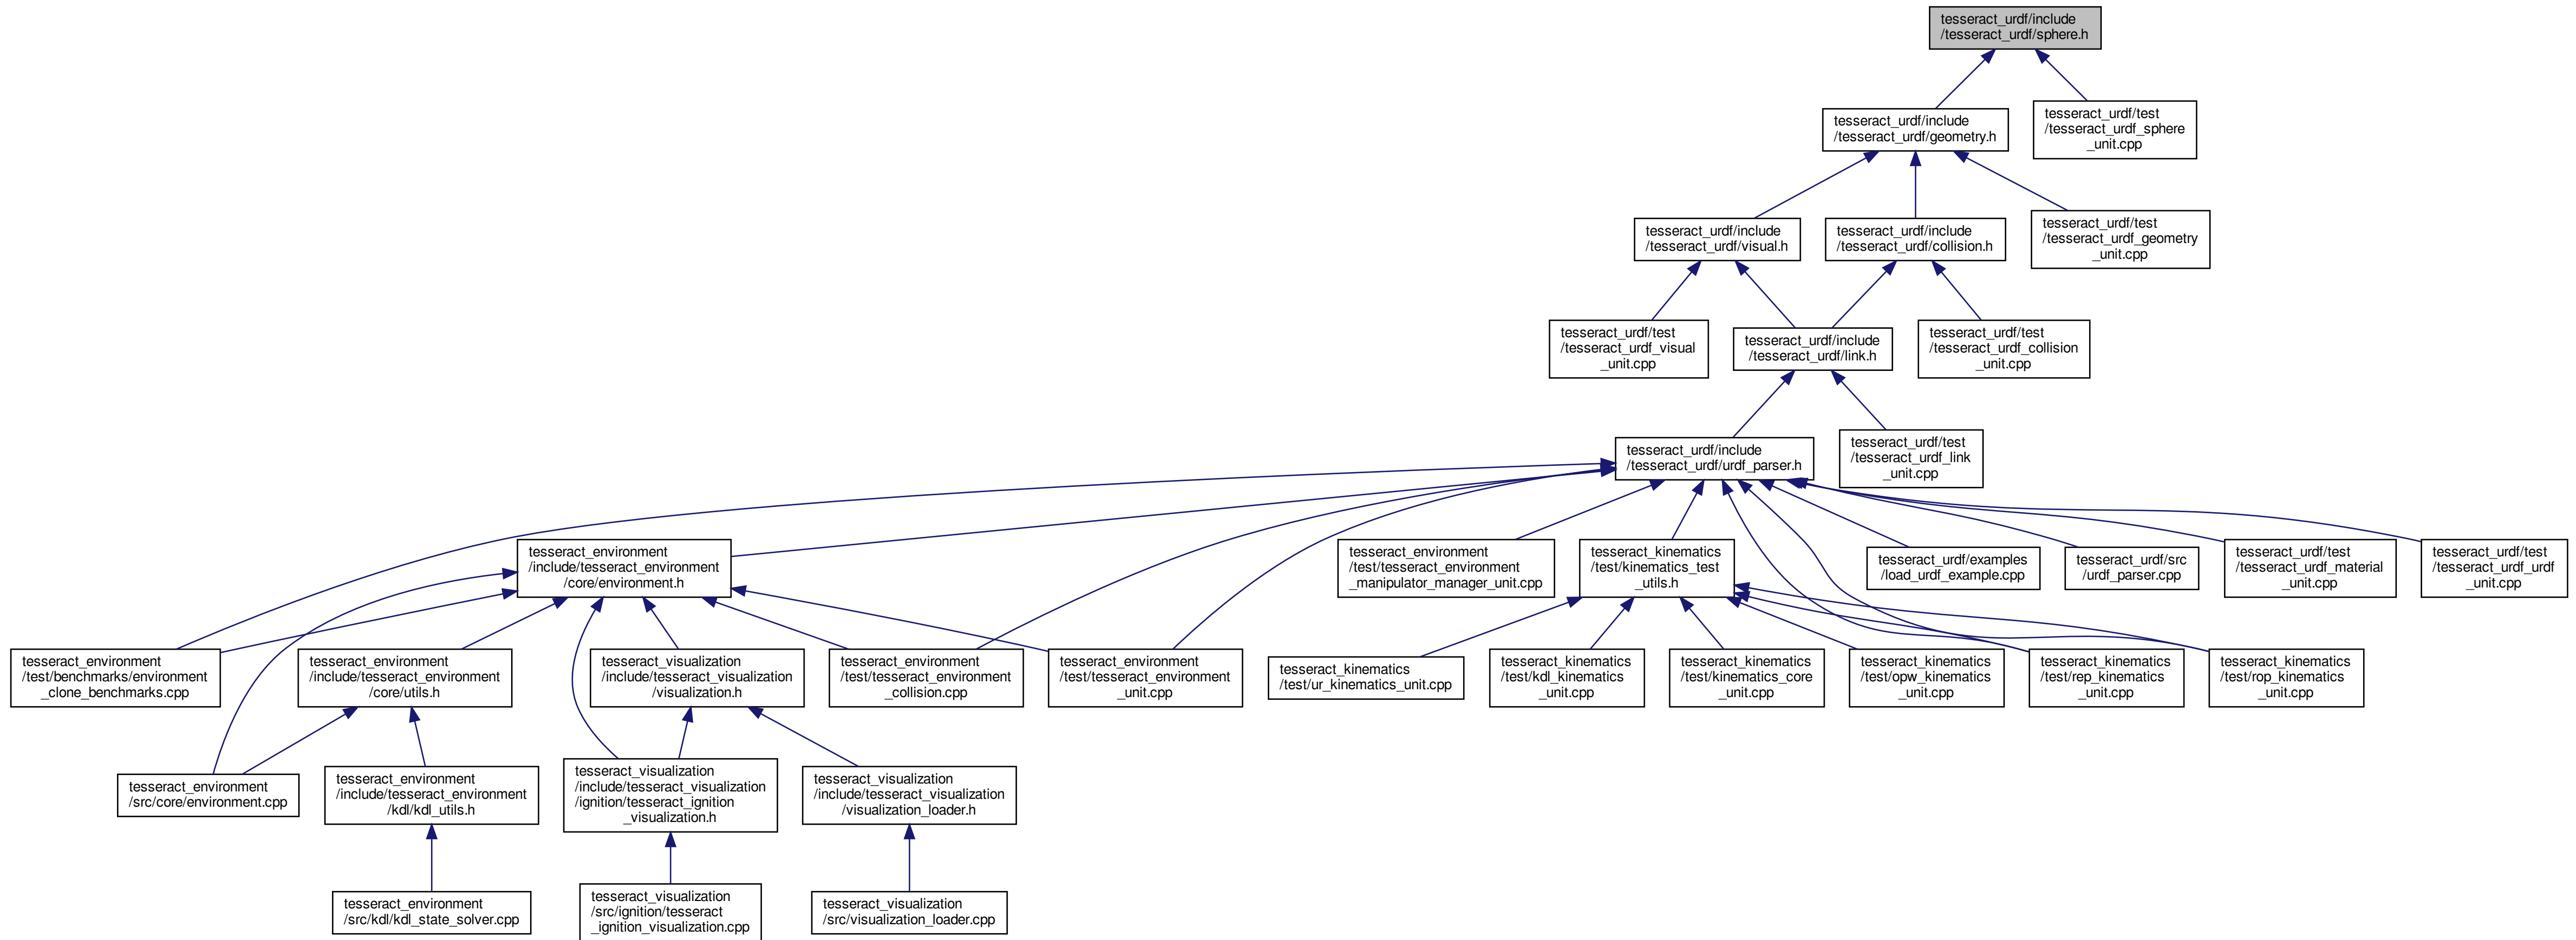 tesseract_urdf/include
/tesseract_urdf/sphere.h
tesseract_urdf/include
/tesseract_urdf/geometry.h
tesseract_urdf/test
/tesseract_urdf_sphere
_unit.cpp
tesseract_urdf/include
/tesseract_urdf/visual.h
tesseract_urdf/include
/tesseract_urdf/collision.h
tesseract_urdf/test
/tesseract_urdf_geometry
_unit.cpp
tesseract_urdf/test
/tesseract_urdf_visual
_unit.cpp
tesseract_urdf/include
/tesseract_urdf/link.h
tesseract_urdf/test
/tesseract_urdf_collision
_unit.cpp
tesseract_urdf/include
/tesseract_urdf/urdf_parser.h
tesseract_urdf/test
/tesseract_urdf_link
_unit.cpp
tesseract_environment
/include/tesseract_environment
/core/environment.h
tesseract_environment
/test/tesseract_environment
_manipulator_manager_unit.cpp
tesseract_kinematics
/test/kinematics_test
_utils.h
tesseract_urdf/examples
/load_urdf_example.cpp
tesseract_urdf/src
/urdf_parser.cpp
tesseract_urdf/test
/tesseract_urdf_material
_unit.cpp
tesseract_urdf/test
/tesseract_urdf_urdf
_unit.cpp
tesseract_environment
/test/benchmarks/environment
_clone_benchmarks.cpp
tesseract_environment
/include/tesseract_environment
/core/utils.h
tesseract_visualization
/include/tesseract_visualization
/visualization.h
tesseract_environment
/test/tesseract_environment
_collision.cpp
tesseract_environment
/test/tesseract_environment
_unit.cpp
tesseract_kinematics
/test/ur_kinematics_unit.cpp
tesseract_kinematics
/test/kdl_kinematics
_unit.cpp
tesseract_kinematics
/test/kinematics_core
_unit.cpp
tesseract_kinematics
/test/opw_kinematics
_unit.cpp
tesseract_kinematics
/test/rep_kinematics
_unit.cpp
tesseract_kinematics
/test/rop_kinematics
_unit.cpp
tesseract_environment
/src/core/environment.cpp
tesseract_environment
/include/tesseract_environment
/kdl/kdl_utils.h
tesseract_visualization
/include/tesseract_visualization
/ignition/tesseract_ignition
_visualization.h
tesseract_visualization
/include/tesseract_visualization
/visualization_loader.h
tesseract_environment
/src/kdl/kdl_state_solver.cpp
tesseract_visualization
/src/ignition/tesseract
_ignition_visualization.cpp
tesseract_visualization
/src/visualization_loader.cpp